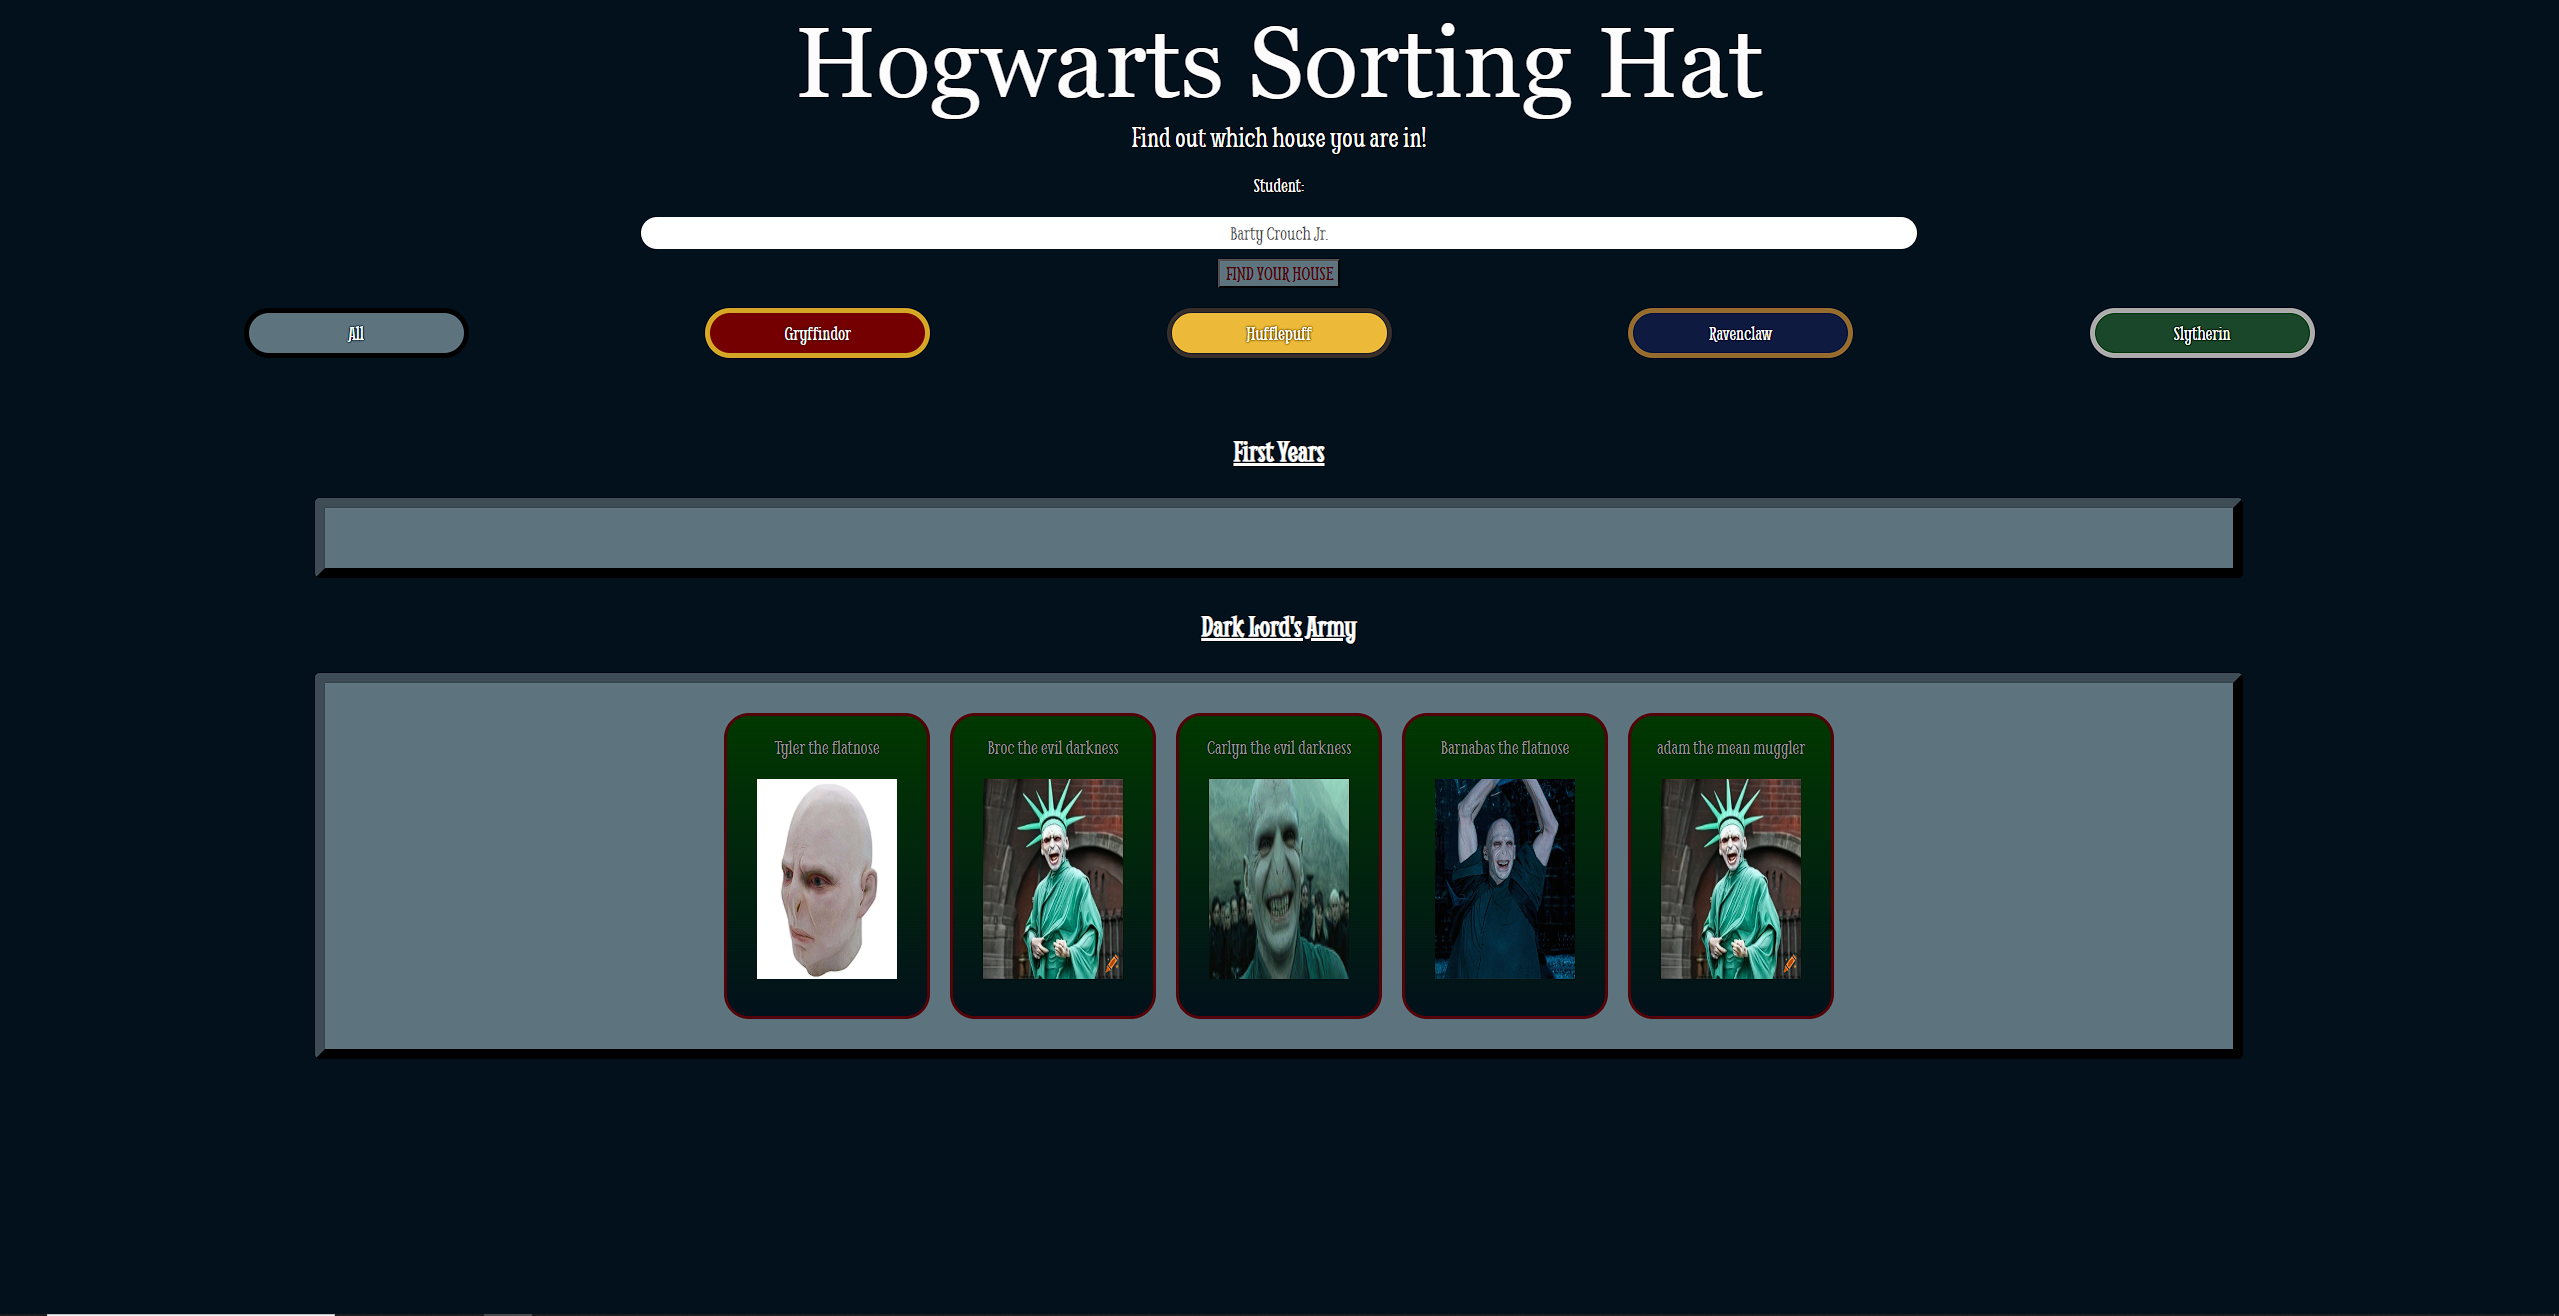 Hogwarts Sorting Hat
Find out which house you are in!
Student:
Barty Crouch Jr.
FIND YOUR HOUSE
All
Gryffindor
Hufflepuff
Ravenclaw
Slytherin
First Years
Dark Lord's Army
Tyler the flatnose
Broc the evil darkness
Carlyn the evil darkness
Barnabas the flatnose
adam the mean muggler